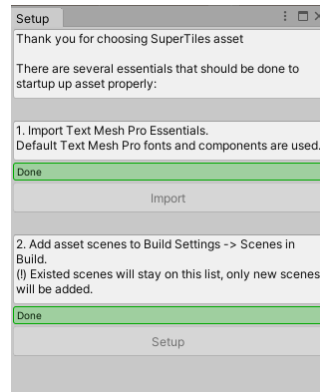 Setup
Thank you for choosing SuperTiles asset
There are several essentials that should be done to
startup up asset properly:
1. Import Text Mesh Pro Essentials.
Default Text Mesh Pro fonts and components are used.
Done
Import
2. Add asset scenes to Build Settings -> Scenes in
Build.
(!) Existed scenes will stay on this list, only new scenes
will be added.
Done
Setup